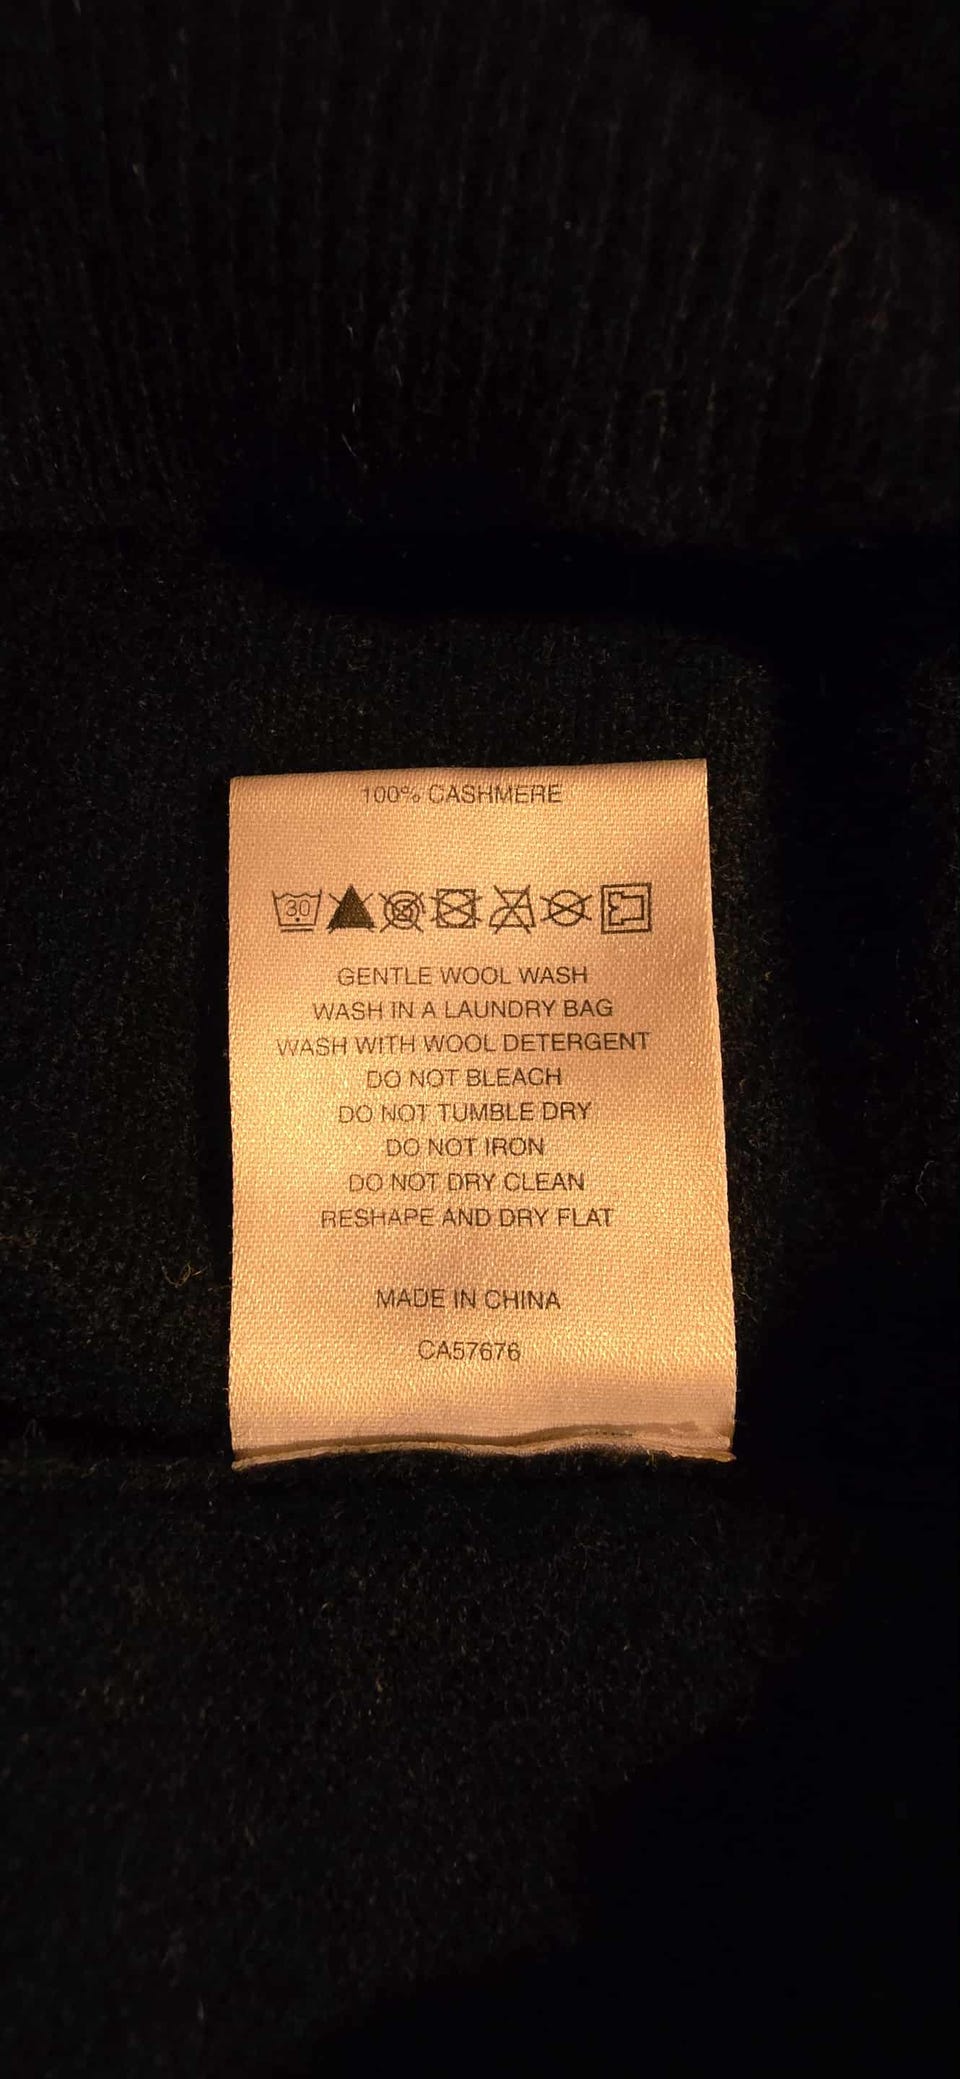 100% CASHMERE
30
GENTLE WOOL WASH
WASH IN A LAUNDRY BAG
WASH WITH WOOL DETERGENT
DO NOT BLEACH
DO NOT TUMBLE DRY
DO NOT IRON
DO NOT DRY CLEAN
RESHAPE AND DRY FLAT
MADE IN CHINA
CA57676